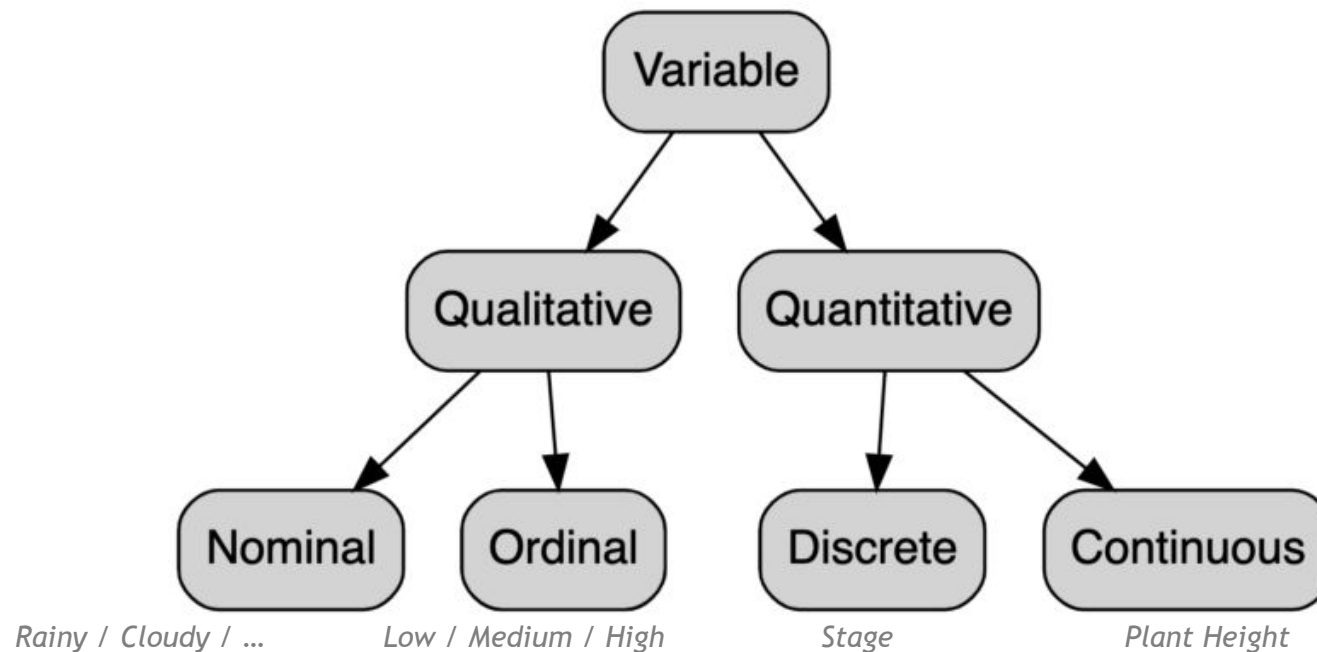 Variable
Qualitative Quantitative
Nominal Ordinal Discrete Continuous
Rainy / Cloudy / … Low / Medium / High Stage Plant Height